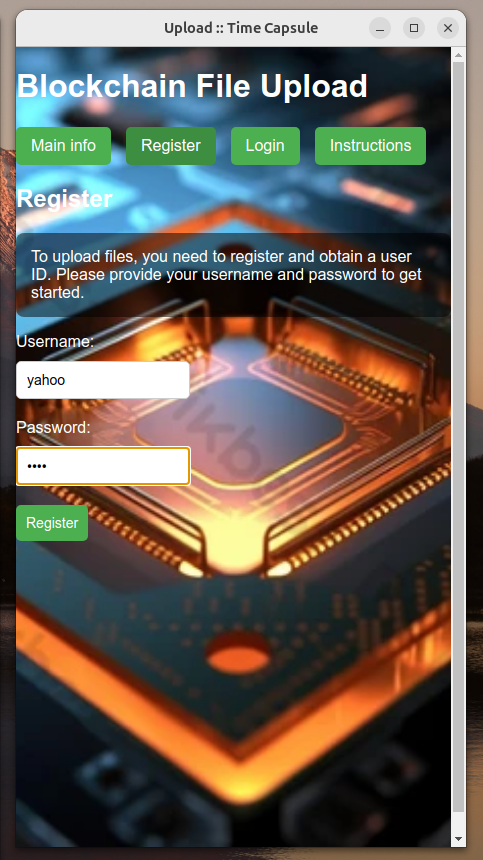 Upload :: Time Capsule
Blockchain File Upload
Main info Register Login Instructions
Register
To upload files, you need to register and obtain a user
ID. Please provide your username and password to get
started.
Username:
yahoo
Password:
••••
Register